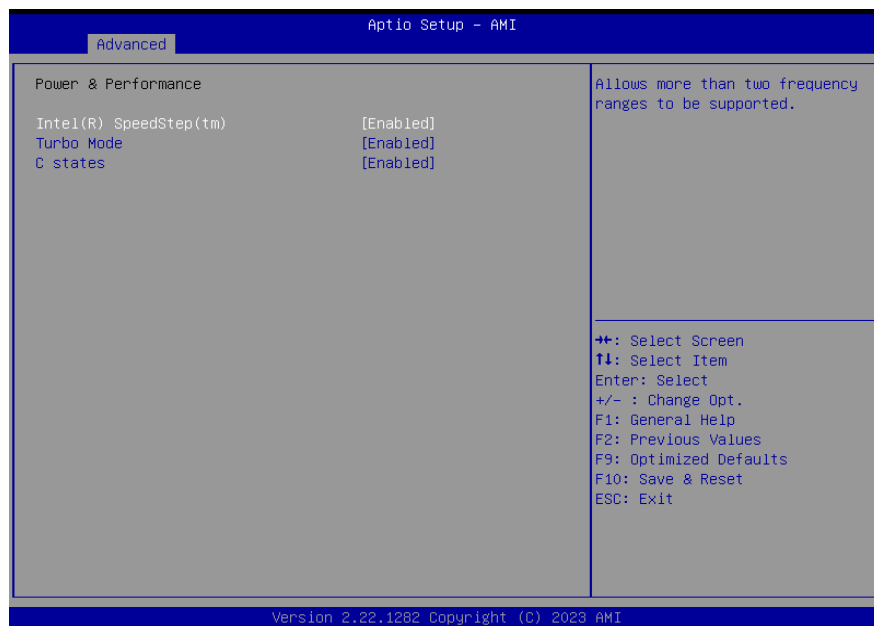 Aptio Setup – AMI
Advanced
Power & Performance
Intel(R) SpeedStep(tm) [Enabled]
Turbo Mode [Enabled]
C states [Enabled]
Allows more than two frequency
ranges to be supported.
→←: Select Screen
↑↓: Select Item
Enter: Select
+/- : Change Opt.
F1: General Help
F2: Previous Values
F9: Optimized Defaults
F10: Save & Reset
ESC: Exit
Version 2.22.1282 Copyright (C) 2023 AMI